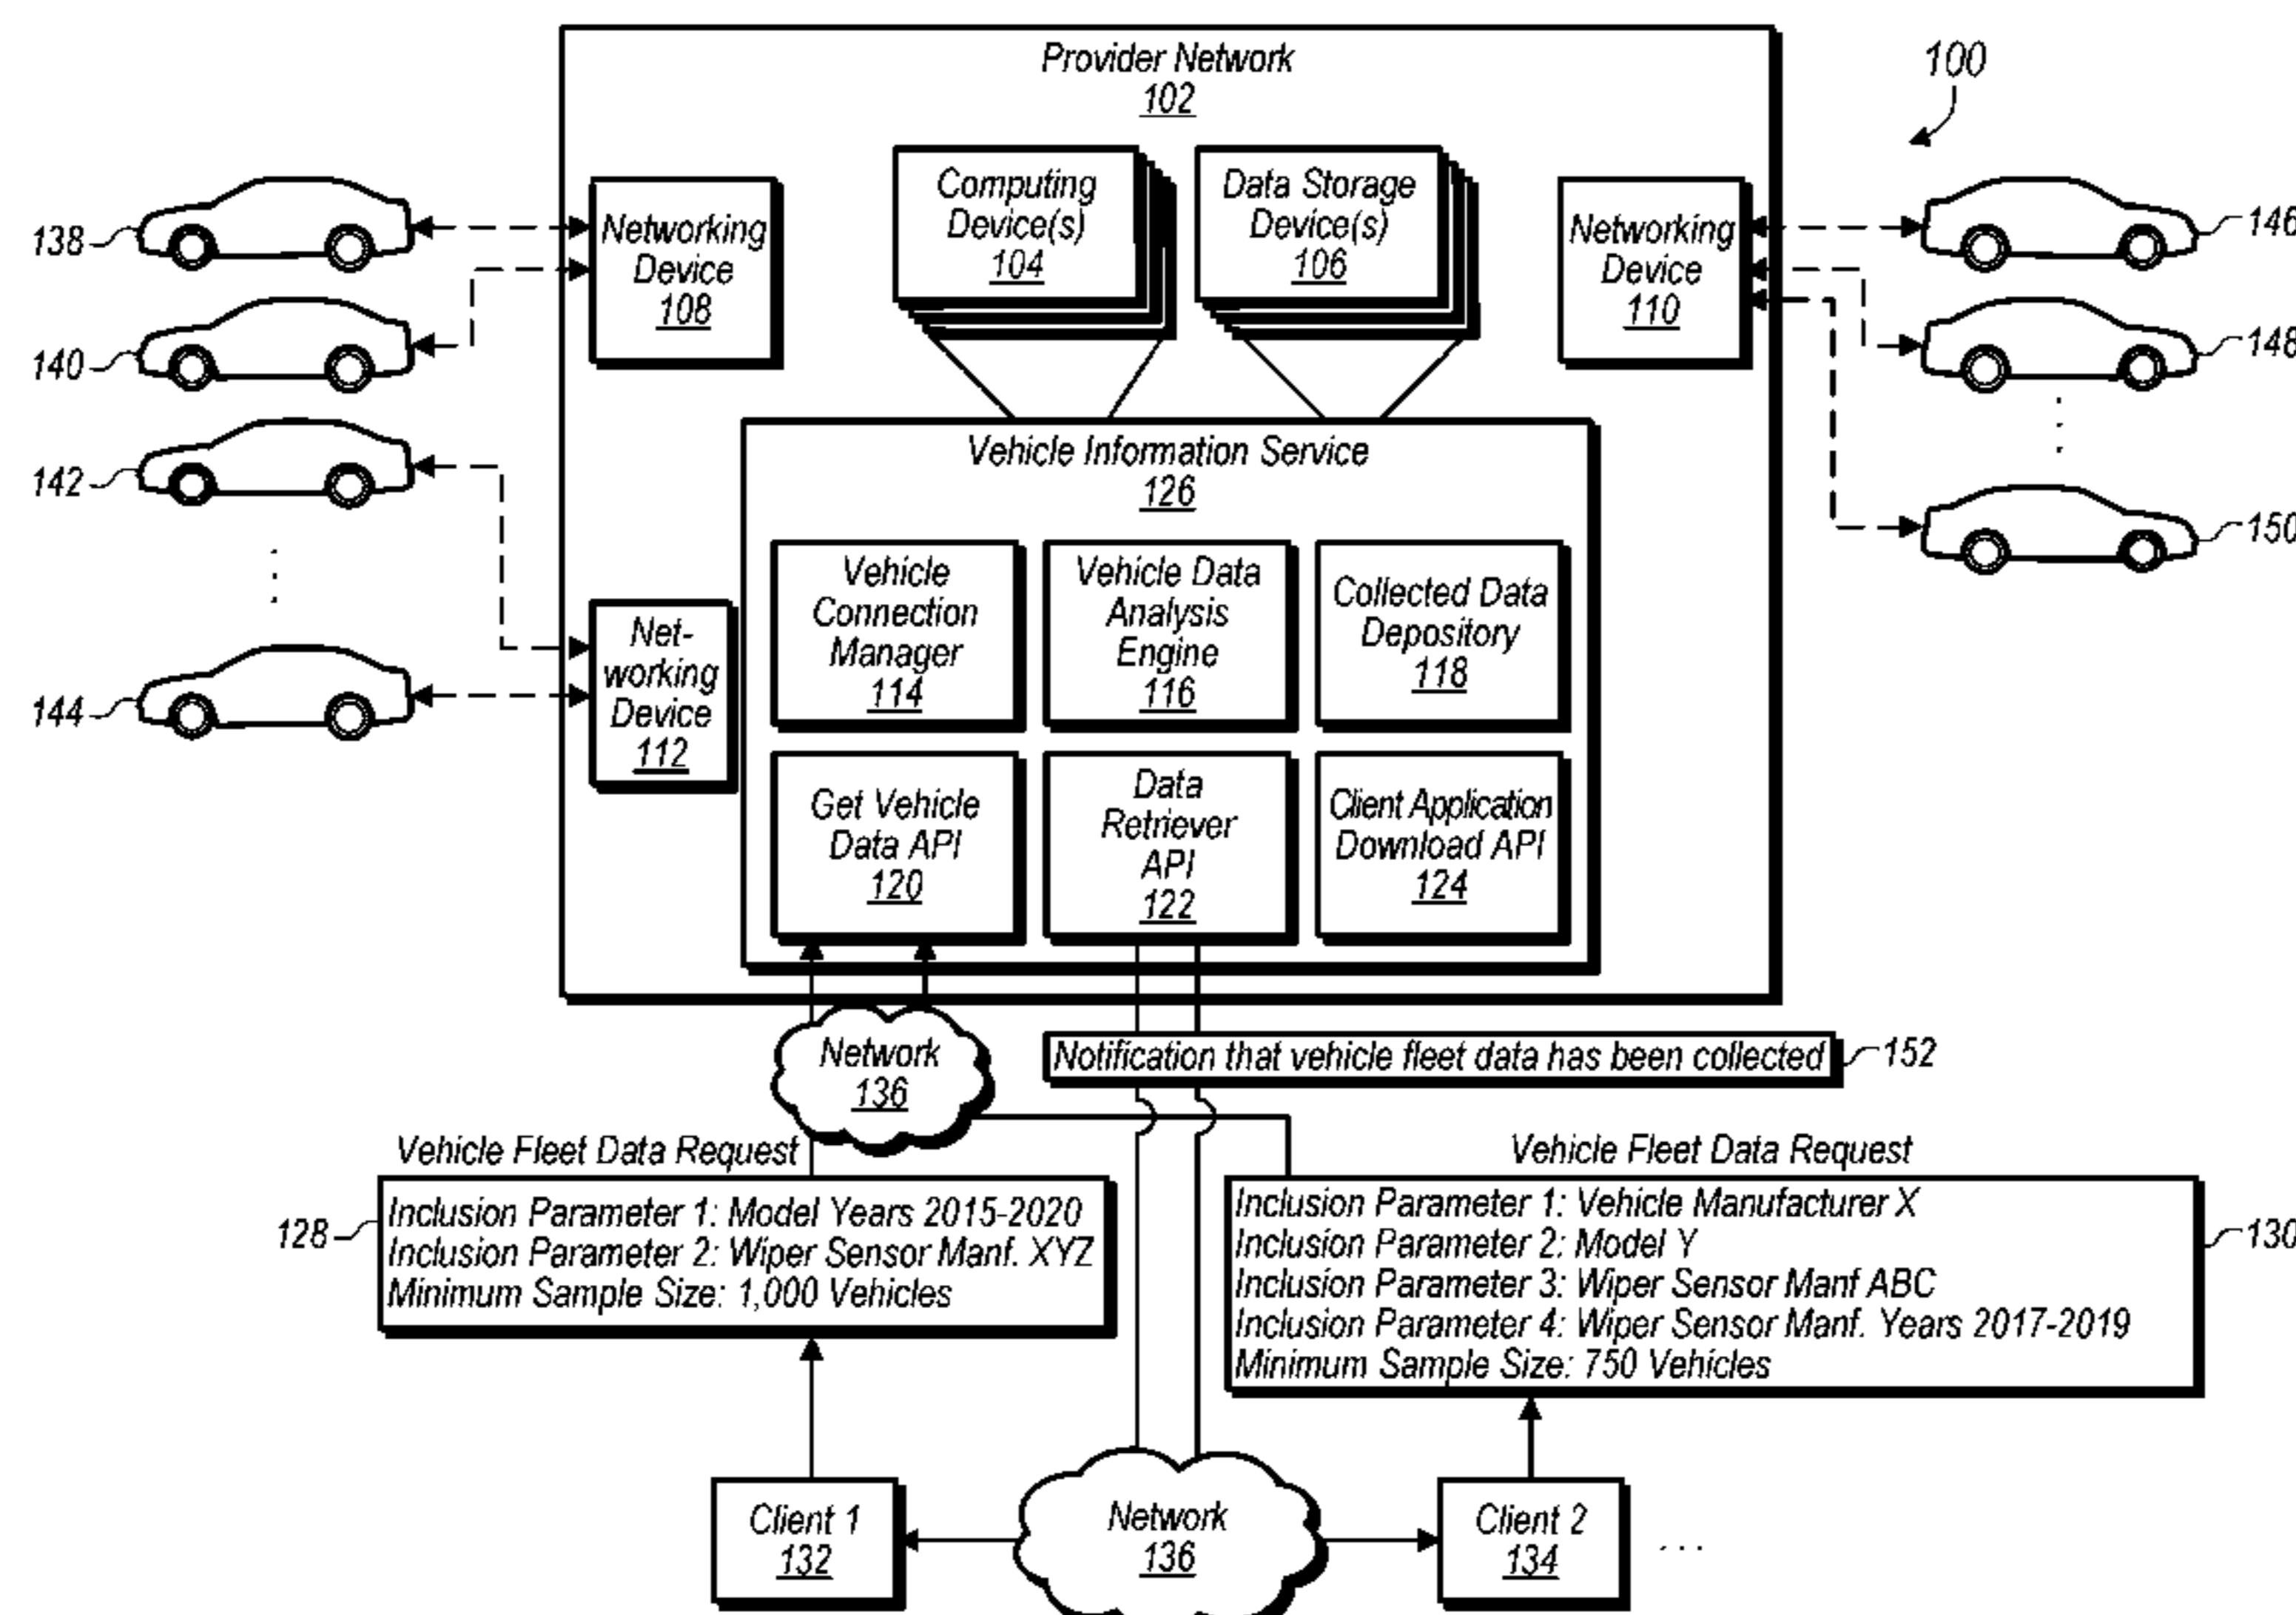 Provider Network
102
100
Computing
Device(s)
104
Data Storage
Device(s)
106
Networking
Device
108
Networking
Device
110
138
140
142
144
146
148
150
Vehicle Information Service
126
Vehicle
Connection
Manager
114
Vehicle Data
Analysis
Engine
116
Collected Data
Depository
118
Net-
working
Device
112
Get Vehicle
Data API
120
Data
Retriever
API
122
Client Application
Download API
124
Network
136
Notification that vehicle fleet data has been collected
152
Vehicle Fleet Data Request
128
Inclusion Parameter 1: Model Years 2015-2020
Inclusion Parameter 2: Wiper Sensor Manf. XYZ
Minimum Sample Size: 1,000 Vehicles
Vehicle Fleet Data Request
130
Inclusion Parameter 1: Vehicle Manufacturer X
Inclusion Parameter 2: Model Y
Inclusion Parameter 3: Wiper Sensor Manf ABC
Inclusion Parameter 4: Wiper Sensor Manf. Years 2017-2019
Minimum Sample Size: 750 Vehicles
Client 1
132
Network
136
Client 2
134
. . .